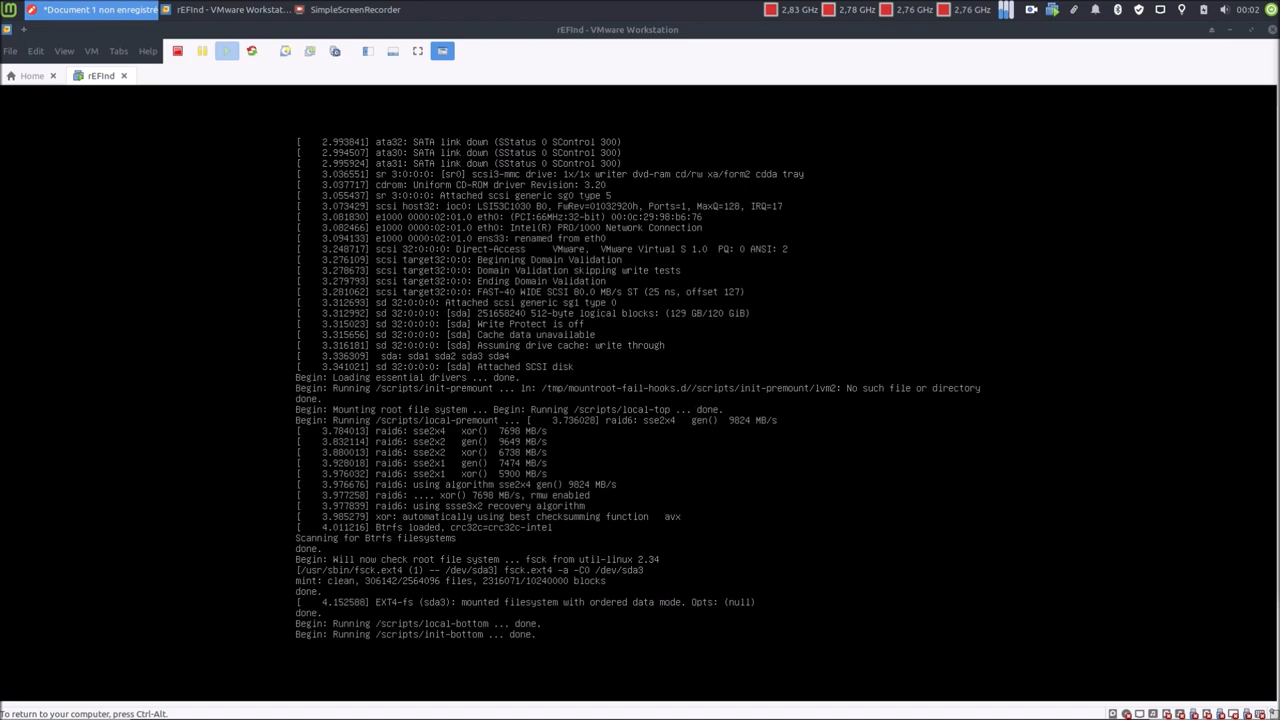 *Document 1 non enregistré
rEFInd - VMware Workstat...
SimpleScreenRecorder
2,83 GHz
2,78 GHz
2,76 GHz
2,76 GHz
00:02
rEFInd - VMware Workstation
File Edit View VM Tabs Help
Home
rEFInd
[    2.993841] ata32: SATA link down (SStatus 0 SControl 300)
[    2.994507] ata30: SATA link down (SStatus 0 SControl 300)
[    2.995924] ata31: SATA link down (SStatus 0 SControl 300)
[    3.036551] sr 3:0:0:0: [sr0] scsi3-mmc drive: 1x/1x writer dvd-ram cd/rw xa/form2 cdda tray
[    3.037717] cdrom: Uniform CD-ROM driver Revision: 3.20
[    3.055437] sr 3:0:0:0: Attached scsi generic sg0 type 5
[    3.073429] scsi host32: ioc0: LSI53C1030 B0, FwRev=01032920h, Ports=1, MaxQ=128, IRQ=17
[    3.081830] e1000 0000:02:01.0 eth0: (PCI:66MHz:32-bit) 00:0c:29:98:b6:76
[    3.082466] e1000 0000:02:01.0 eth0: Intel(R) PRO/1000 Network Connection
[    3.094133] e1000 0000:02:01.0 ens33: renamed from eth0
[    3.248717] scsi 32:0:0:0: Direct-Access     VMware,  VMware Virtual S 1.0  PQ: 0 ANSI: 2
[    3.276109] scsi target32:0:0: Beginning Domain Validation
[    3.278673] scsi target32:0:0: Domain Validation skipping write tests
[    3.279793] scsi target32:0:0: Ending Domain Validation
[    3.281062] scsi target32:0:0: FAST-40 WIDE SCSI 80.0 MB/s ST (25 ns, offset 127)
[    3.312693] sd 32:0:0:0: Attached scsi generic sg1 type 0
[    3.312992] sd 32:0:0:0: [sda] 251658240 512-byte logical blocks: (129 GB/120 GiB)
[    3.315023] sd 32:0:0:0: [sda] Write Protect is off
[    3.315656] sd 32:0:0:0: [sda] Cache data unavailable
[    3.316181] sd 32:0:0:0: [sda] Assuming drive cache: write through
[    3.336309]  sda: sda1 sda2 sda3 sda4
[    3.341021] sd 32:0:0:0: [sda] Attached SCSI disk
Begin: Loading essential drivers ... done.
Begin: Running /scripts/init-premount ... ln: /tmp/mountroot-fail-hooks.d//scripts/init-premount/lvm2: No such file or directory
done.
Begin: Mounting root file system ... Begin: Running /scripts/local-top ... done.
Begin: Running /scripts/local-premount ... [    3.736028] raid6: sse2x4   gen()  9824 MB/s
[    3.784013] raid6: sse2x4   xor()  7698 MB/s
[    3.832114] raid6: sse2x2   gen()  9649 MB/s
[    3.880013] raid6: sse2x2   xor()  6738 MB/s
[    3.928018] raid6: sse2x1   gen()  7474 MB/s
[    3.976032] raid6: sse2x1   xor()  5900 MB/s
[    3.976676] raid6: using algorithm sse2x4 gen() 9824 MB/s
[    3.977258] raid6: .... xor() 7698 MB/s, rmw enabled
[    3.977839] raid6: using ssse3x2 recovery algorithm
[    3.985279] xor: automatically using best checksumming function   avx
[    4.011216] Btrfs loaded, crc32c=crc32c-intel
Scanning for Btrfs filesystems
done.
Begin: Will now check root file system ... fsck from util-linux 2.34
[/usr/sbin/fsck.ext4 (1) -- /dev/sda3] fsck.ext4 -a -C0 /dev/sda3
mint: clean, 306142/2564096 files, 2316071/10240000 blocks
done.
[    4.152588] EXT4-fs (sda3): mounted filesystem with ordered data mode. Opts: (null)
done.
Begin: Running /scripts/local-bottom ... done.
Begin: Running /scripts/init-bottom ... done.
To return to your computer, press Ctrl-Alt.